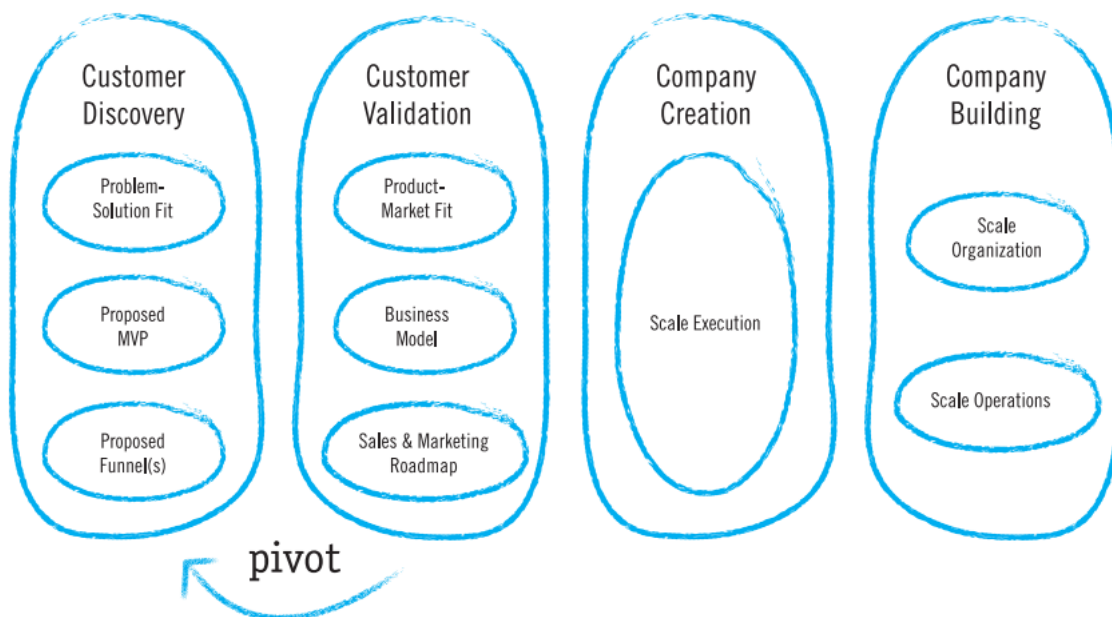 Customer
Discovery
Problem-
Solution Fit
Proposed
MVP
Proposed
Funnel(s)
Customer
Validation
Product-
Market Fit
Business
Model
Sales & Marketing
Roadmap
Company
Creation
Scale Execution
Company
Building
Scale
Organization
Scale Operations
pivot